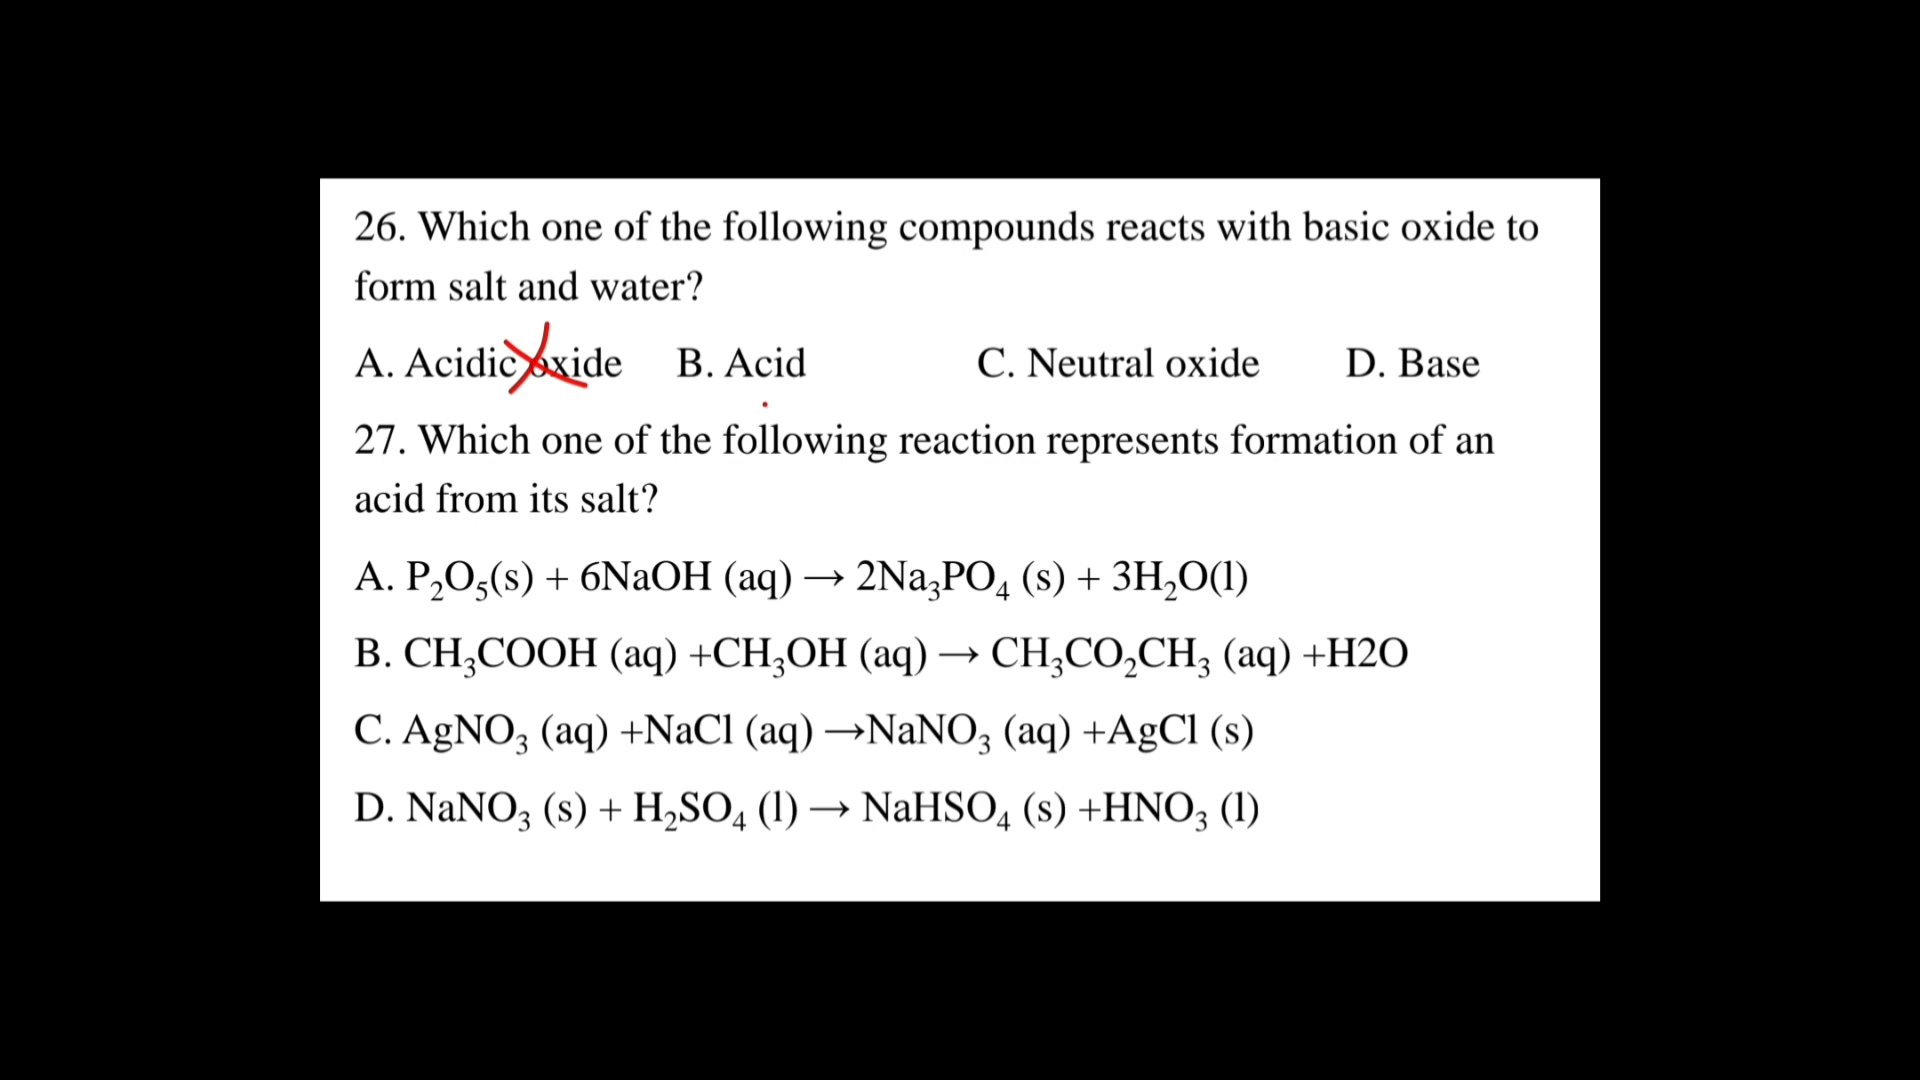 26. Which one of the following compounds reacts with basic oxide to
form salt and water?
A. Acidic oxide B. Acid C. Neutral oxide D. Base
27. Which one of the following reaction represents formation of an
acid from its salt?
A. P₂O₅(s) + 6NaOH (aq) → 2Na₃PO₄ (s) + 3H₂O(l)
B. CH₃COOH (aq) +CH₃OH (aq) → CH₃CO₂CH₃ (aq) +H2O
C. AgNO₃ (aq) +NaCl (aq) →NaNO₃ (aq) +AgCl (s)
D. NaNO₃ (s) + H₂SO₄ (l) → NaHSO₄ (s) +HNO₃ (l)